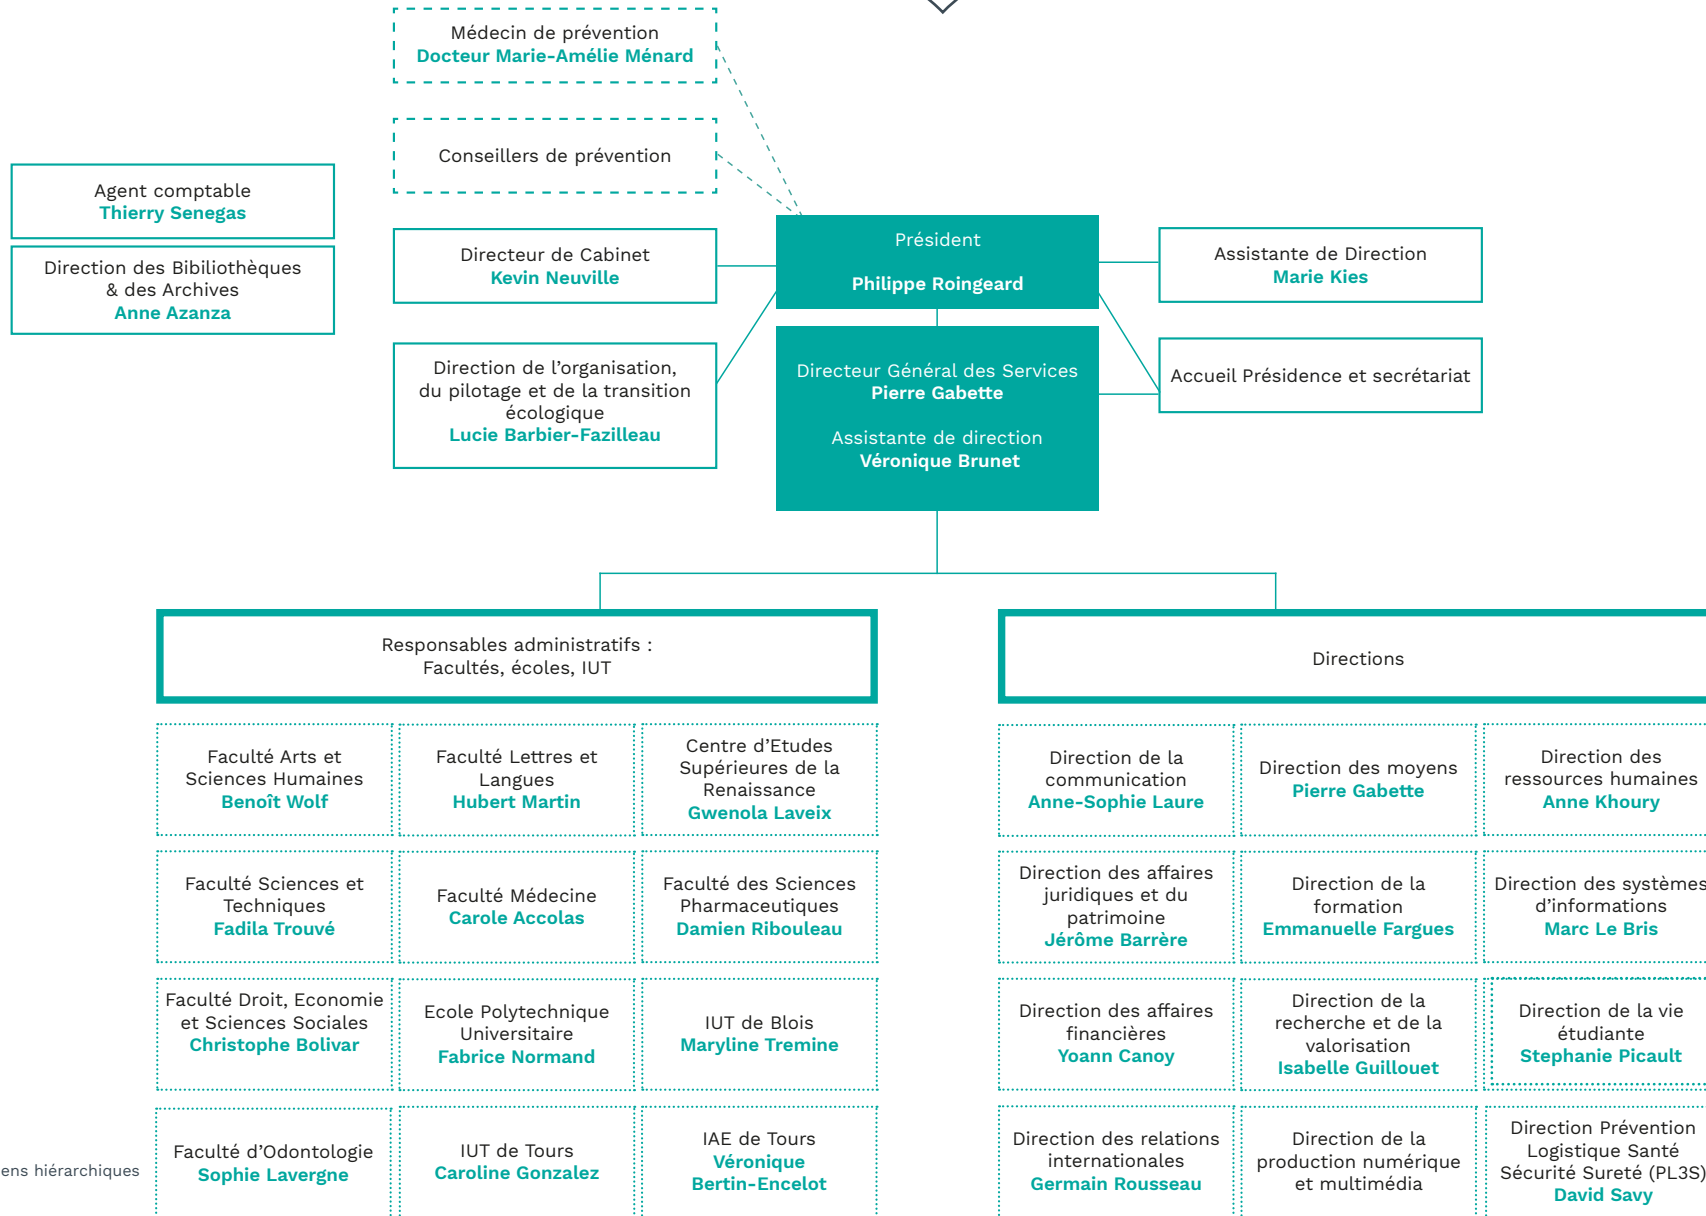 Médecin de prévention
Docteur Marie-Amélie Ménard
Conseillers de prévention
Agent comptable
Thierry Senegas
Direction des Bibiliothèques
& des Archives
Anne Azanza
Directeur de Cabinet
Kevin Neuville
Direction de l’organisation,
du pilotage et de la transition
écologique
Lucie Barbier-Fazilleau
Président
Philippe Roingeard
Directeur Général des Services
Pierre Gabette
Assistante de direction
Véronique Brunet
Assistante de Direction
Marie Kies
Accueil Présidence et secrétariat
Responsables administratifs :
Facultés, écoles, IUT
Faculté Arts et
Sciences Humaines
Benoît Wolf
Faculté Lettres et
Langues
Hubert Martin
Centre d’Etudes
Supérieures de la
Renaissance
Gwenola Laveix
Faculté Sciences et
Techniques
Fadila Trouvé
Faculté Médecine
Carole Accolas
Faculté des Sciences
Pharmaceutiques
Damien Ribouleau
Faculté Droit, Economie
et Sciences Sociales
Christophe Bolivar
Ecole Polytechnique
Universitaire
Fabrice Normand
IUT de Blois
Maryline Tremine
Faculté d’Odontologie
Sophie Lavergne
IUT de Tours
Caroline Gonzalez
IAE de Tours
Véronique
Bertin-Encelot
Directions
Direction de la
communication
Anne-Sophie Laure
Direction des moyens
Pierre Gabette
Direction des
ressources humaines
Anne Khoury
Direction des affaires
juridiques et du
patrimoine
Jérôme Barrère
Direction de la
formation
Emmanuelle Fargues
Direction des systèmes
d’informations
Marc Le Bris
Direction des affaires
financières
Yoann Canoy
Direction de la
recherche et de la
valorisation
Isabelle Guillouet
Direction de la vie
étudiante
Stephanie Picault
Direction des relations
internationales
Germain Rousseau
Direction de la
production numérique
et multimédia
Direction Prévention
Logistique Santé
Sécurité Sureté (PL3S)
David Savy
ens hiérarchiques